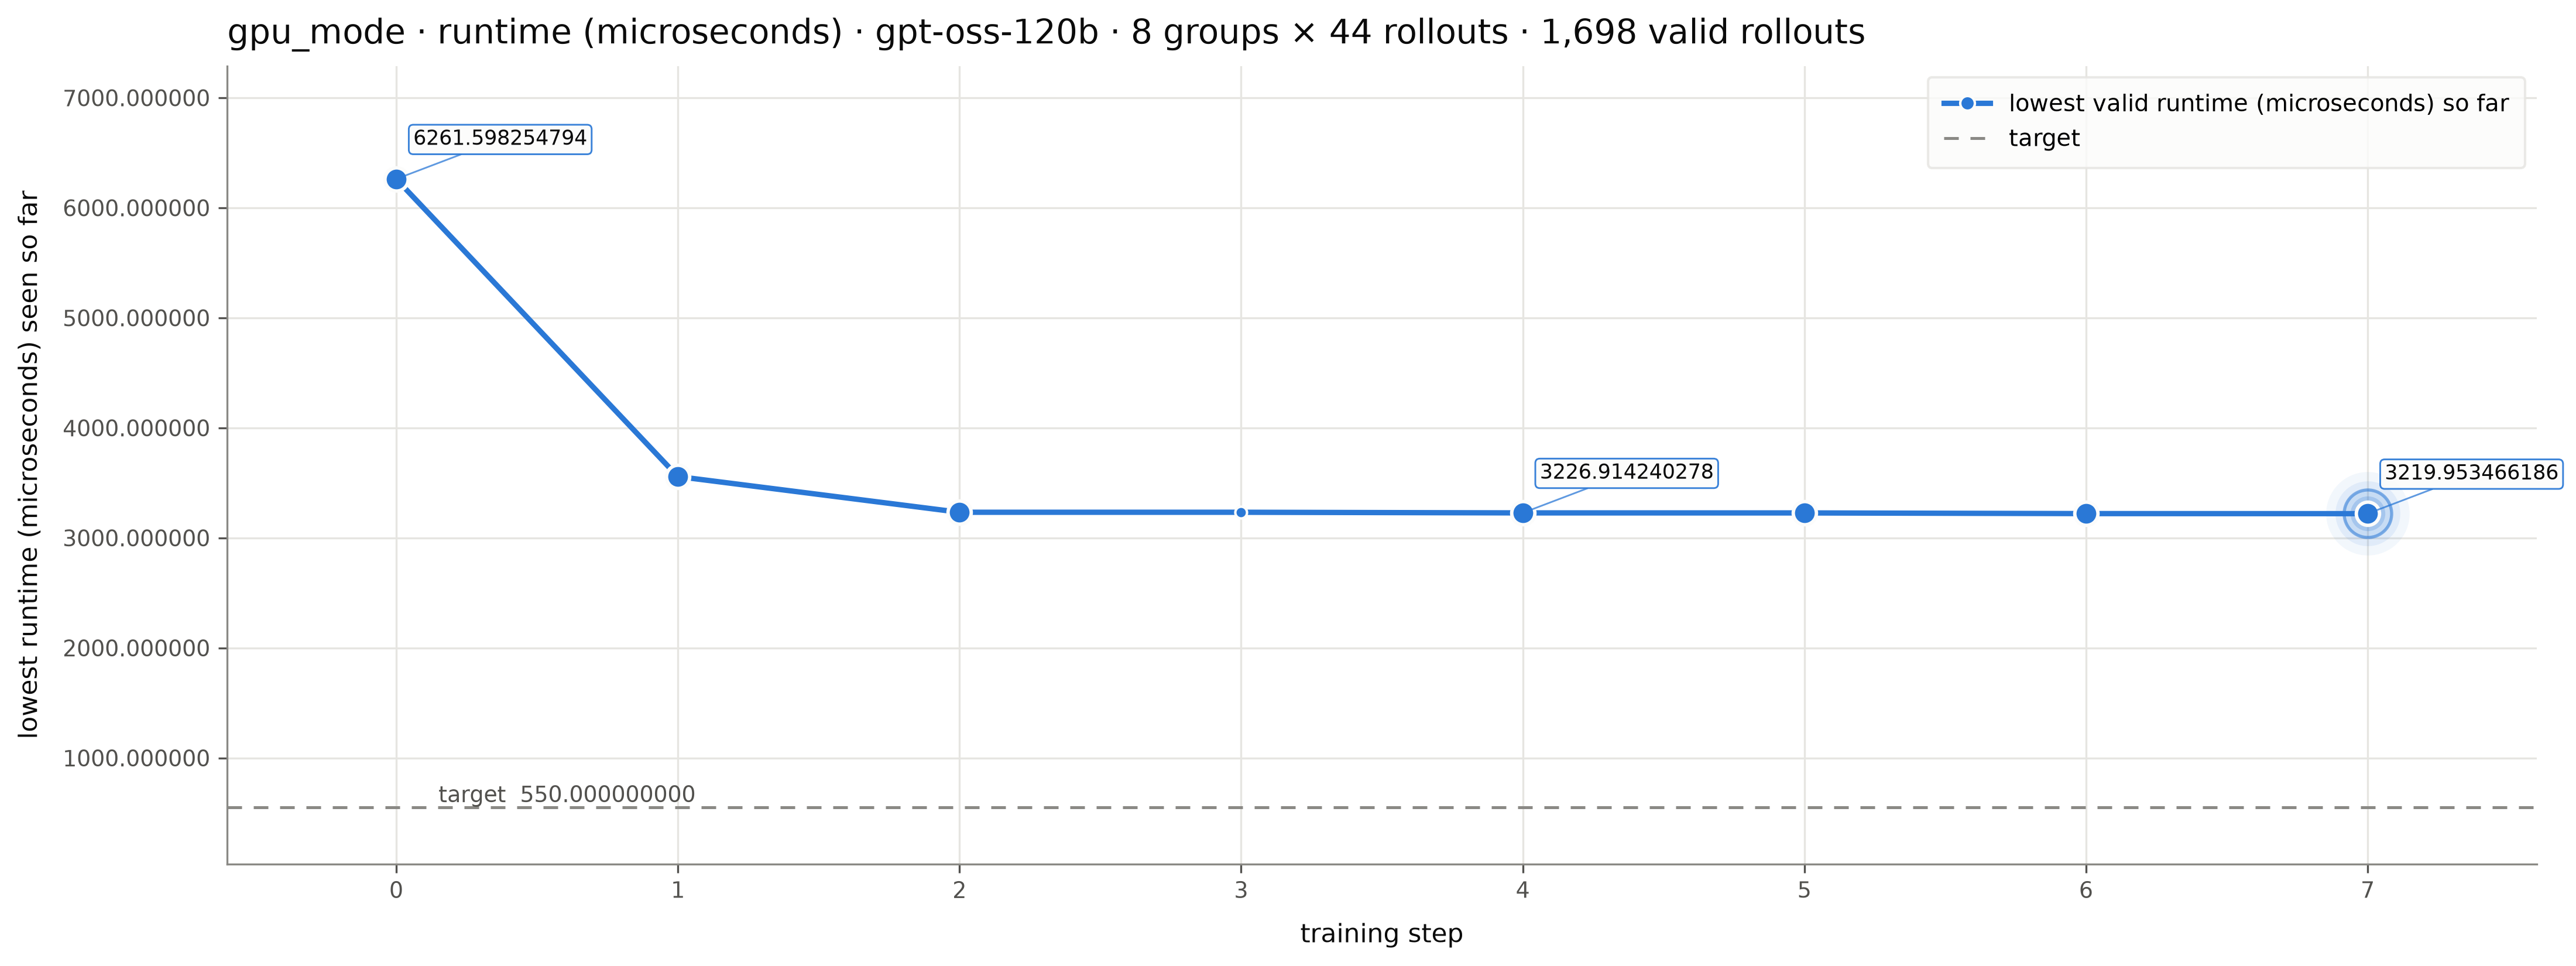 gpu_mode · runtime (microseconds) · gpt-oss-120b · 8 groups × 44 rollouts · 1,698 valid rollouts
lowest valid runtime (microseconds) so far
target
lowest runtime (microseconds) seen so far
7000.000000
6000.000000
5000.000000
4000.000000
3000.000000
2000.000000
1000.000000
6261.598254794
3226.914240278
3219.953466186
target 550.000000000
0 1 2 3 4 5 6 7
training step